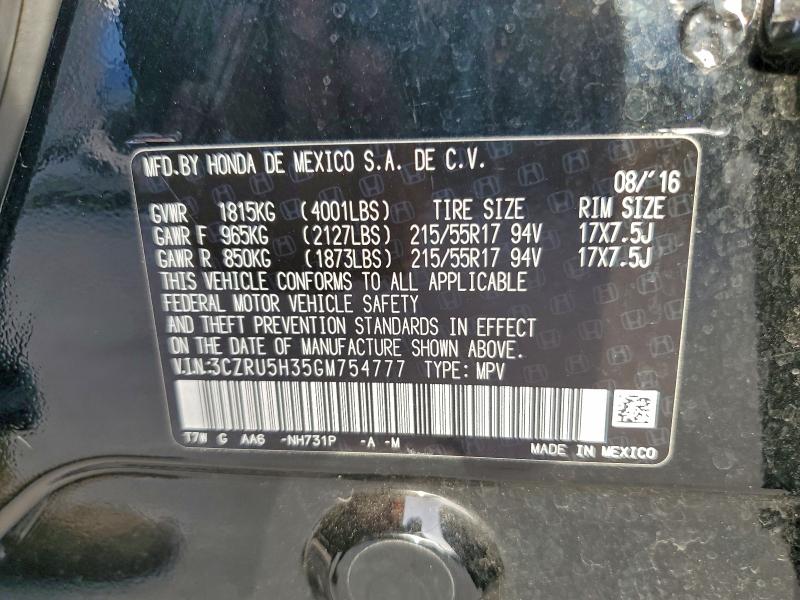 MFD.BY HONDA DE MEXICO S.A. DE C.V.
08/'16
GVWR 1815KG (4001LBS) TIRE SIZE RIM SIZE
GAWR F 965KG (2127LBS) 215/55R17 94V 17X7.5J
GAWR R 850KG (1873LBS) 215/55R17 94V 17X7.5J
THIS VEHICLE CONFORMS TO ALL APPLICABLE
FEDERAL MOTOR VEHICLE SAFETY
AND THEFT PREVENTION STANDARDS IN EFFECT
ON THE DATE OF MANUFACTURE SHOWN ABOVE.
V.I.N:3CZRU5H35GM754777 TYPE: MPV
T7W G AA6 -NH731P -A -M
MADE IN MEXICO